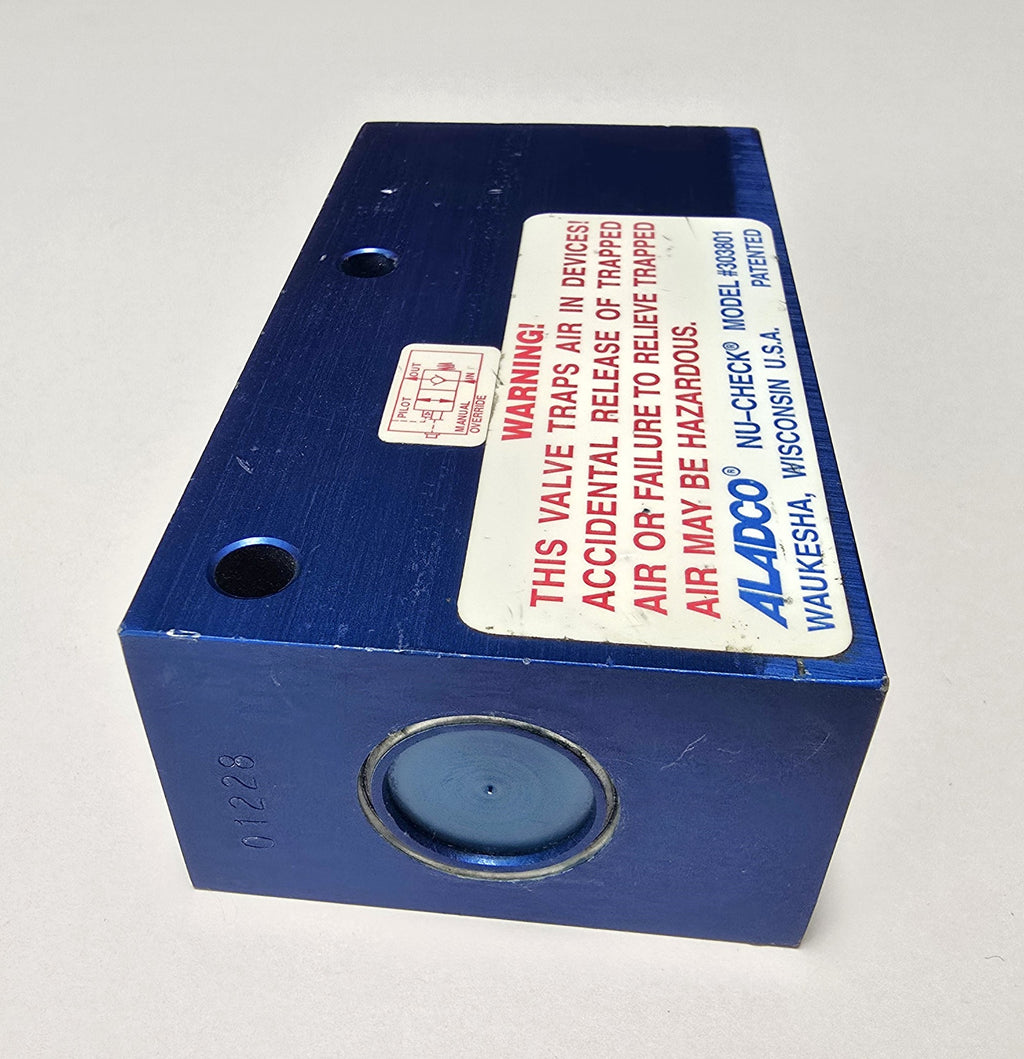 WARNING!
THIS VALVE TRAPS AIR IN DEVICES!
ACCIDENTAL RELEASE OF TRAPPED
AIR OR FAILURE TO RELIEVE TRAPPED
AIR MAY BE HAZARDOUS.
ALADCO® NU-CHECK® MODEL #303801
WAUKESHA, WISCONSIN U.S.A. PATENTED
PILOT OUT
MANUAL IN
OVERRIDE
01228